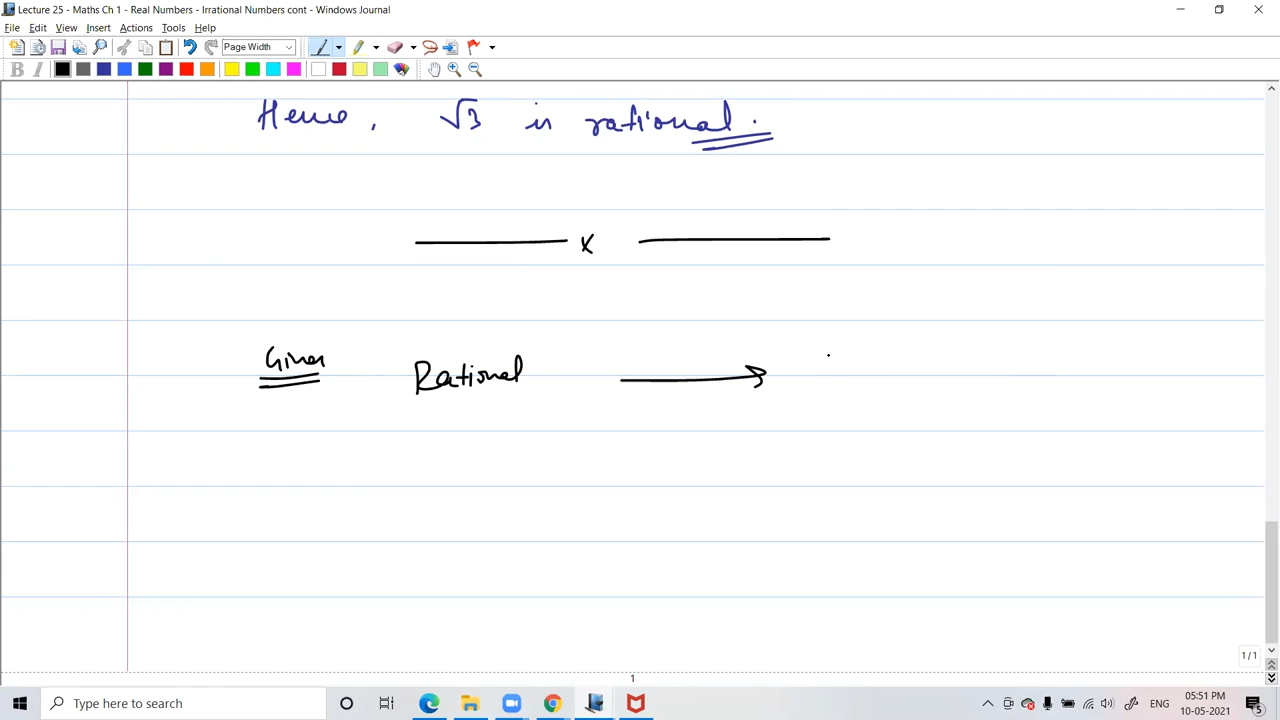 Lecture 25 - Maths Ch 1 - Real Numbers - Irrational Numbers cont - Windows Journal
File Edit View Insert Actions Tools Help
Page Width
B I
Hence, √3 is rational.
x
Given Rational
1/1
1
Type here to search
ENG
05:51 PM
10-05-2021
5